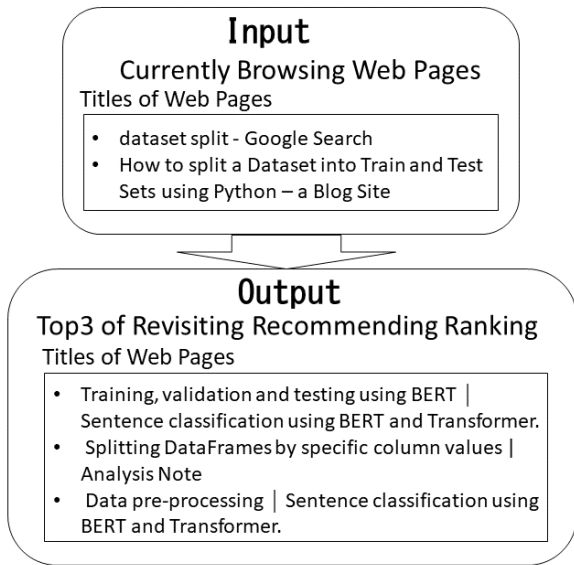 Input
Currently Browsing Web Pages
Titles of Web Pages
• dataset split - Google Search
• How to split a Dataset into Train and Test
Sets using Python – a Blog Site
Output
Top3 of Revisiting Recommending Ranking
Titles of Web Pages
• Training, validation and testing using BERT |
Sentence classification using BERT and Transformer.
• Splitting DataFrames by specific column values |
Analysis Note
• Data pre-processing | Sentence classification using
BERT and Transformer.